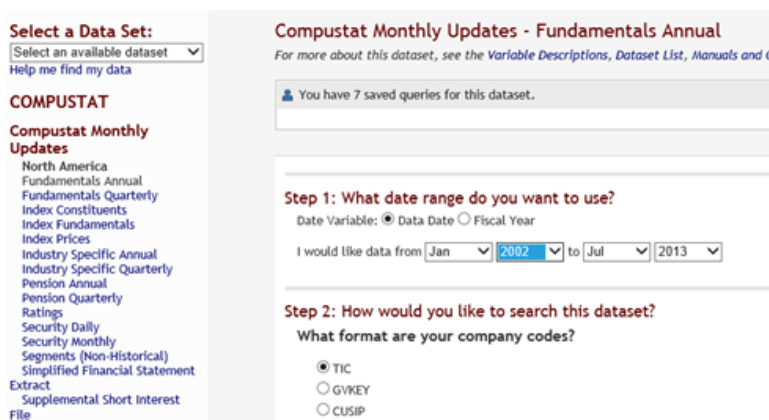 Select a Data Set:
Select an available dataset
Help me find my data
COMPUSTAT
Compustat Monthly
Updates
North America
Fundamentals Annual
Fundamentals Quarterly
Index Constituents
Index Fundamentals
Index Prices
Industry Specific Annual
Industry Specific Quarterly
Pension Annual
Pension Quarterly
Ratings
Security Daily
Security Monthly
Segments (Non-Historical)
Simplified Financial Statement
Extract
Supplemental Short Interest
File
Compustat Monthly Updates - Fundamentals Annual
For more about this dataset, see the Variable Descriptions, Dataset List, Manuals and
You have 7 saved queries for this dataset.
Step 1: What date range do you want to use?
Date Variable: Data Date Fiscal Year
I would like data from Jan 2002 to Jul 2013
Step 2: How would you like to search this dataset?
What format are your company codes?
TIC
GVKEY
CUSIP